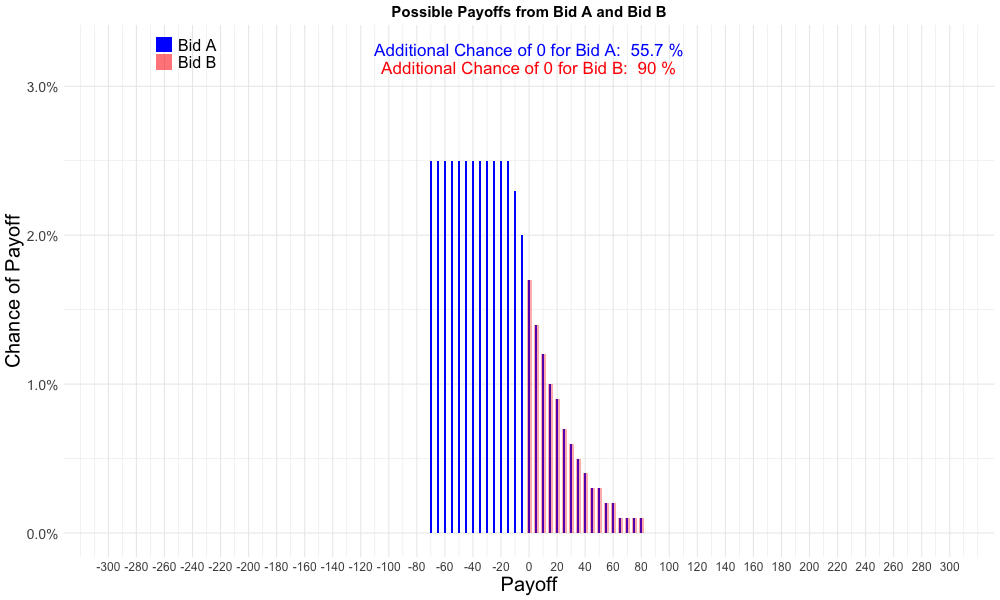 Possible Payoffs from Bid A and Bid B
Bid A
Bid B
Additional Chance of 0 for Bid A:  55.7 %
Additional Chance of 0 for Bid B:  90 %
Chance of Payoff
3.0%
2.0%
1.0%
0.0%
-300 -280 -260 -240 -220 -200 -180 -160 -140 -120 -100 -80 -60 -40 -20 0 20 40 60 80 100 120 140 160 180 200 220 240 260 280 300
Payoff